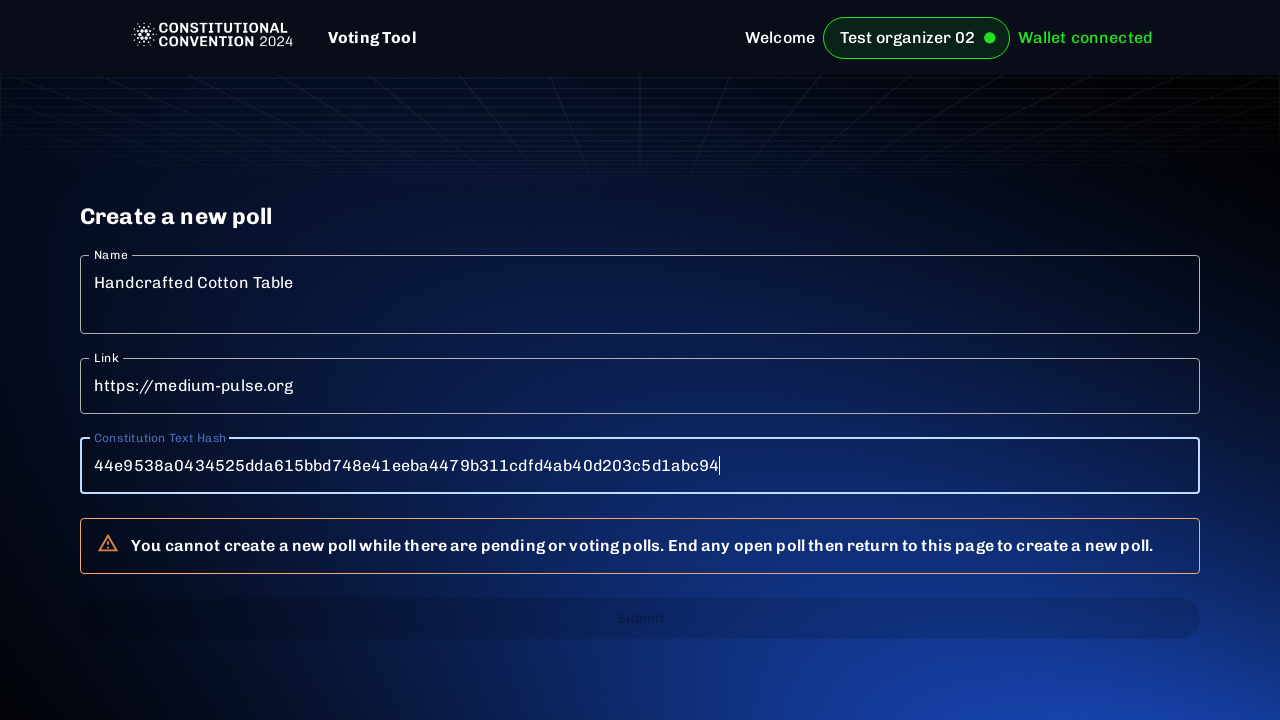 CONSTITUTIONAL
CONVENTION 2024
Voting Tool
Welcome
Test organizer 02
Wallet connected
Create a new poll
Name
Handcrafted Cotton Table
Link
https://medium-pulse.org
Constitution Text Hash
44e9538a0434525dda615bbd748e41eeba4479b311cdfd4ab40d203c5d1abc94
You cannot create a new poll while there are pending or voting polls. End any open poll then return to this page to create a new poll.
Submit